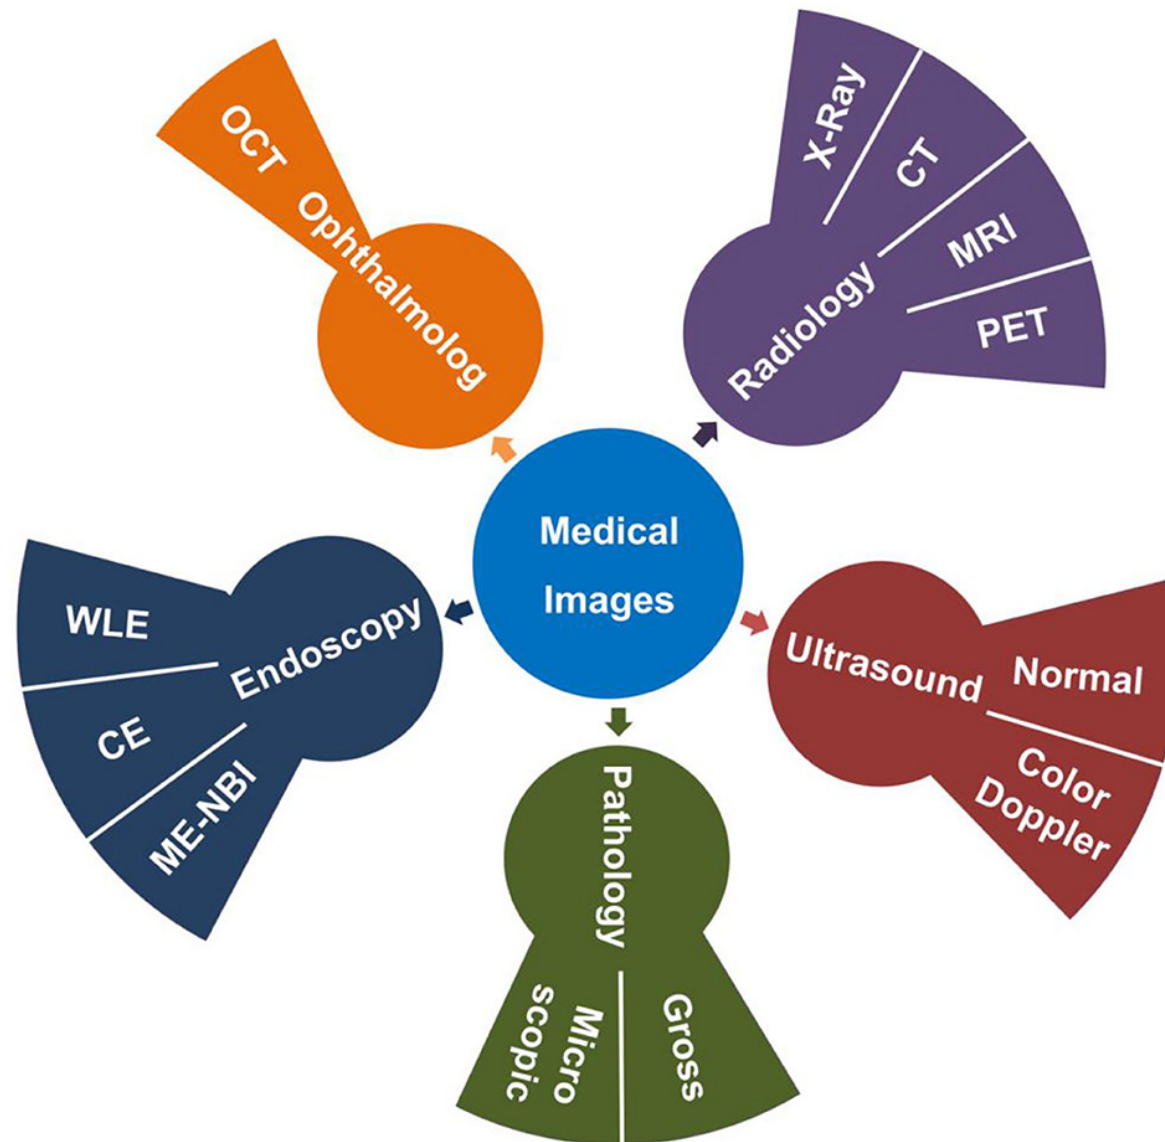 Medical
Images
Radiology
X-Ray
CT
MRI
PET
Ultrasound
Normal
Color
Doppler
Pathology
Gross
Micro
scopic
Endoscopy
ME-NBI
CE
WLE
Ophthalmolog
OCT